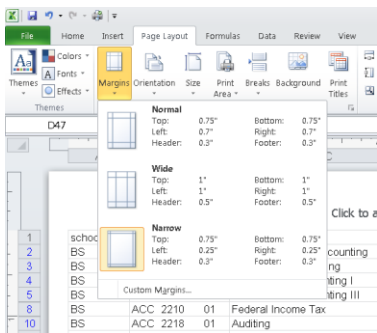 File Home Insert Page Layout Formulas Data Review View
Themes Colors Fonts Effects Margins Orientation Size Print Area Breaks Background Print Titles
Themes
D47
Normal
Top: 0.75" Bottom: 0.75"
Left: 0.7" Right: 0.7"
Header: 0.3" Footer: 0.3"
Wide
Top: 1" Bottom: 1"
Left: 1" Right: 1"
Header: 0.5" Footer: 0.5"
Narrow
Top: 0.75" Bottom: 0.75"
Left: 0.25" Right: 0.25"
Header: 0.3" Footer: 0.3"
Custom Margins...
C
Click to a
1 schoo
2 BS counting
3 BS ng
4 BS nting I
5 BS nting III
8 BS ACC 2210 01 Federal Income Tax
10 BS ACC 2218 01 Auditing